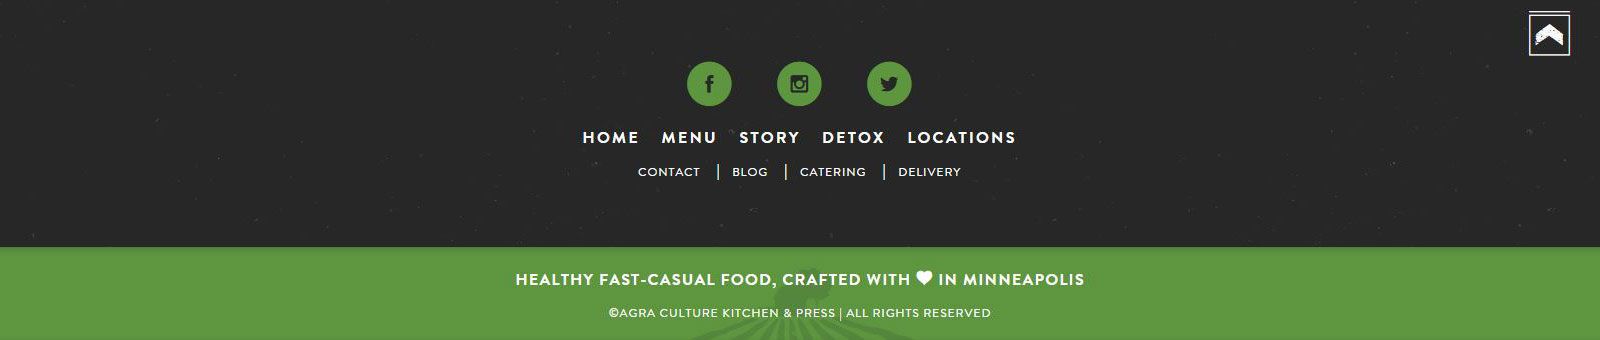 HOME MENU STORY DETOX LOCATIONS
CONTACT | BLOG | CATERING | DELIVERY
HEALTHY FAST-CASUAL FOOD, CRAFTED WITH ♥ IN MINNEAPOLIS
©AGRA CULTURE KITCHEN & PRESS | ALL RIGHTS RESERVED